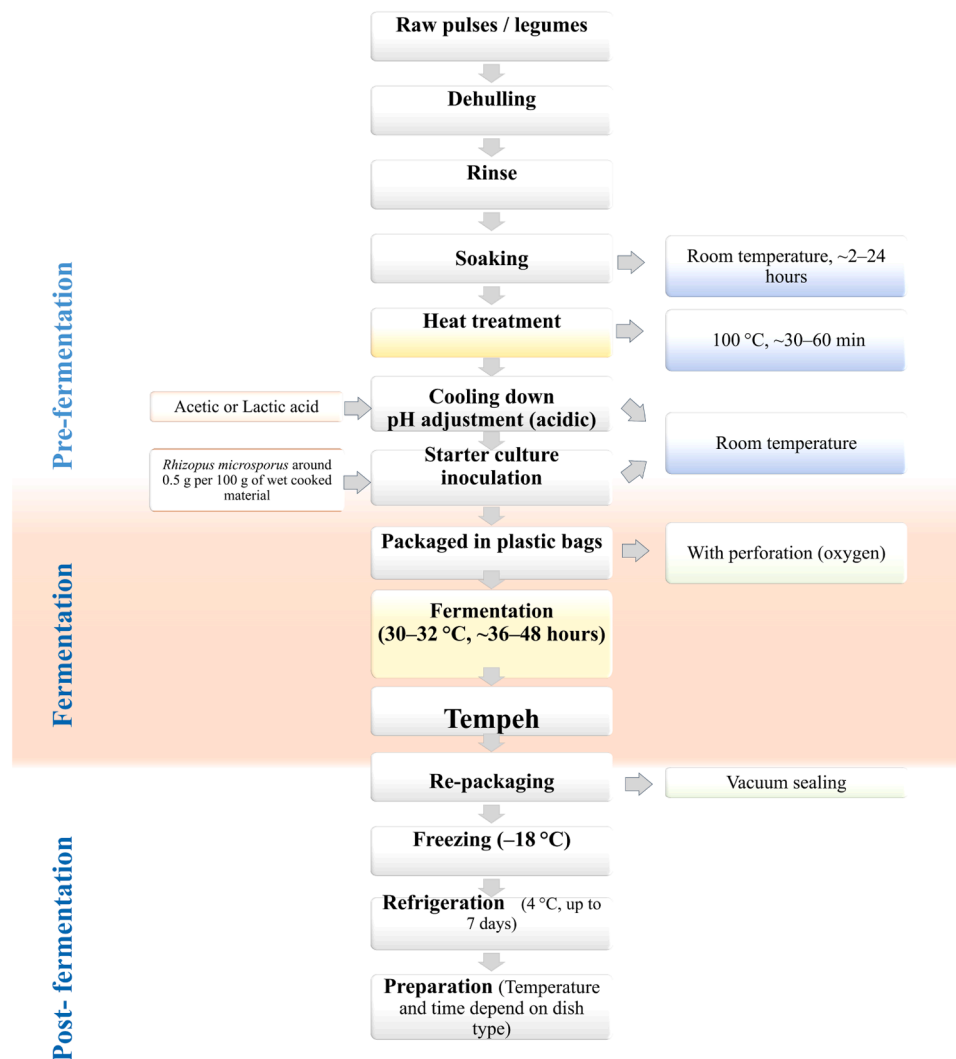 Raw pulses / legumes
Dehulling
Rinse
Soaking
Room temperature, ~2–24
hours
Pre-fermentation
Heat treatment
100 °C, ~30–60 min
Acetic or Lactic acid
Cooling down
pH adjustment (acidic)
Room temperature
Rhizopus microsporus around
0.5 g per 100 g of wet cooked
material
Starter culture
inoculation
Fermentation
Packaged in plastic bags
With perforation (oxygen)
Fermentation
(30–32 °C, ~36–48 hours)
Tempeh
Re-packaging
Vacuum sealing
Post- fermentation
Freezing (–18 °C)
Refrigeration (4 °C, up to
7 days)
Preparation (Temperature
and time depend on dish
type)